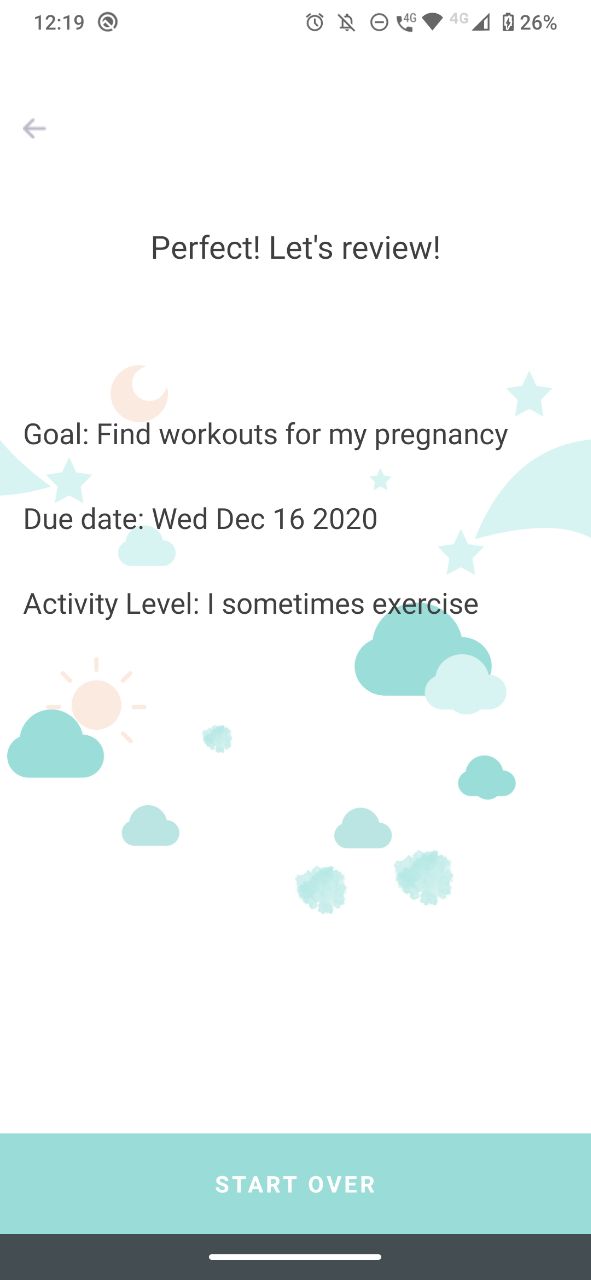 12:19 4G 4G 26%
Perfect! Let's review!
Goal: Find workouts for my pregnancy
Due date: Wed Dec 16 2020
Activity Level: I sometimes exercise
START OVER